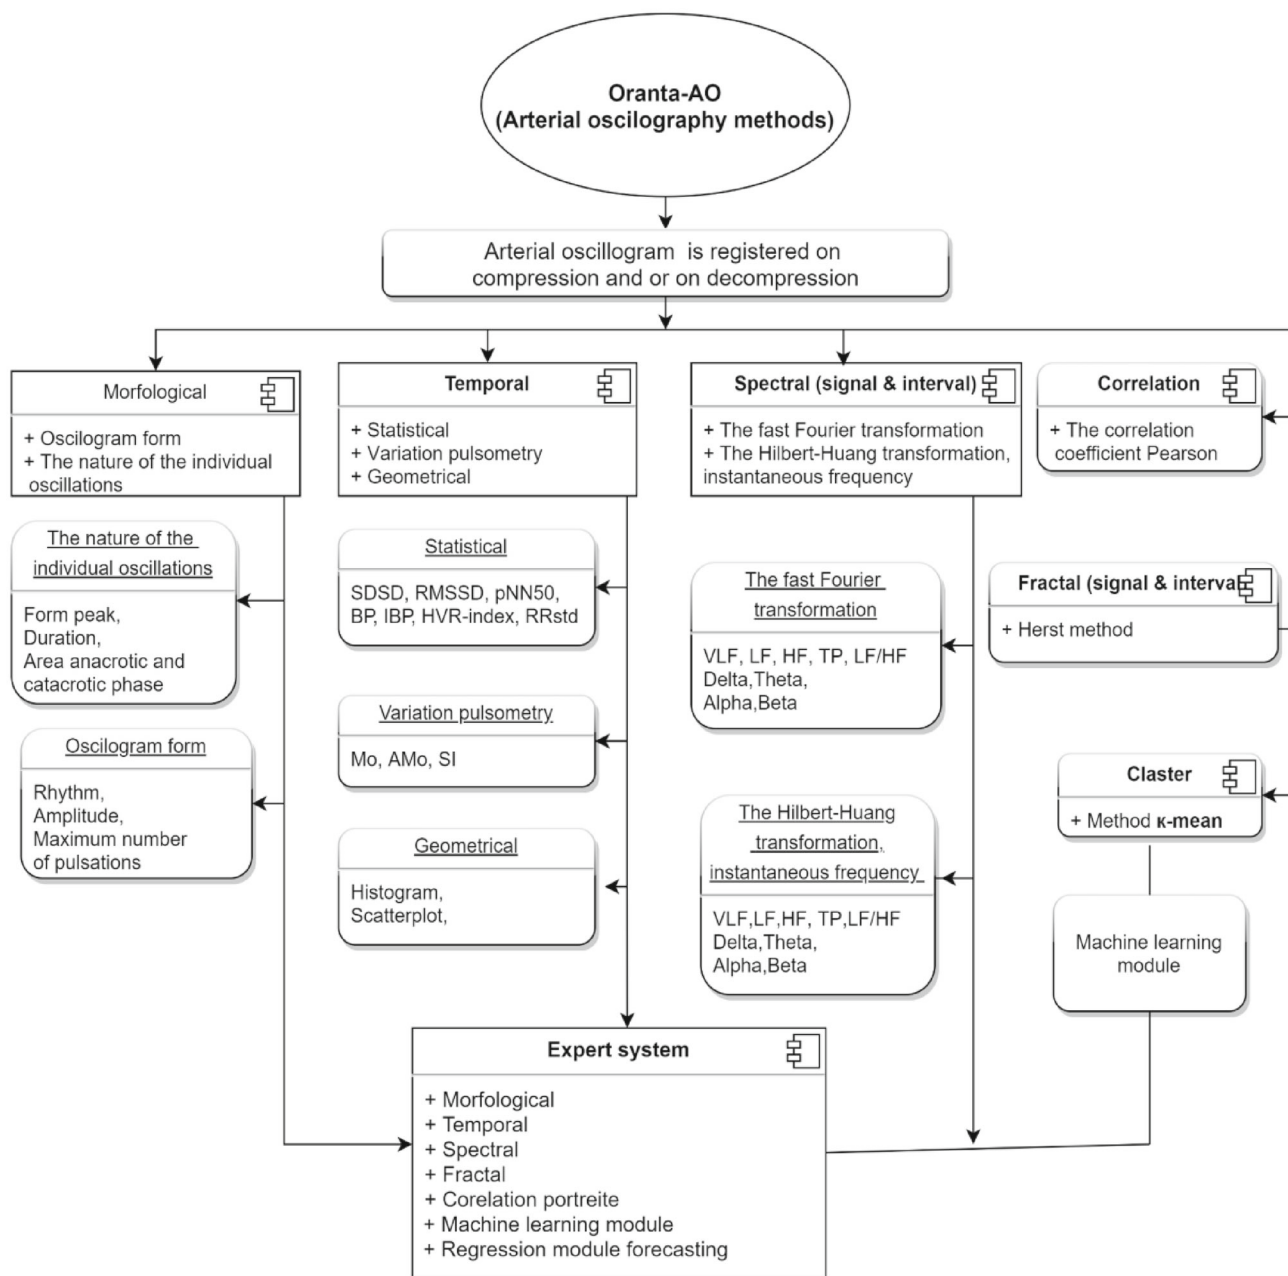 Oranta-AO
(Arterial oscilography methods)
Arterial oscillogram is registered on
compression and or on decompression
Morfological
+ Oscilogram form
+ The nature of the individual
oscillations
The nature of the
individual oscillations
Form peak,
Duration,
Area anacrotic and
catacrotic phase
Oscilogram form
Rhythm,
Amplitude,
Maximum number
of pulsations
Temporal
+ Statistical
+ Variation pulsometry
+ Geometrical
Statistical
SDSD, RMSSD, pNN50,
BP, IBP, HVR-index, RRstd
Variation pulsometry
Mo, AMo, SI
Geometrical
Histogram,
Scatterplot,
Spectral (signal & interval)
+ The fast Fourier transformation
+ The Hilbert-Huang transformation,
instantaneous frequency
The fast Fourier
transformation
VLF, LF, HF, TP, LF/HF
Delta,Theta,
Alpha,Beta
The Hilbert-Huang
transformation,
instantaneous frequency
VLF,LF,HF, TP,LF/HF
Delta,Theta,
Alpha,Beta
Correlation
+ The correlation
coefficient Pearson
Fractal (signal & interval
+ Herst method
Claster
+ Method к-mean
Machine learning
module
Expert system
+ Morfological
+ Temporal
+ Spectral
+ Fractal
+ Corelation portreite
+ Machine learning module
+ Regression module forecasting